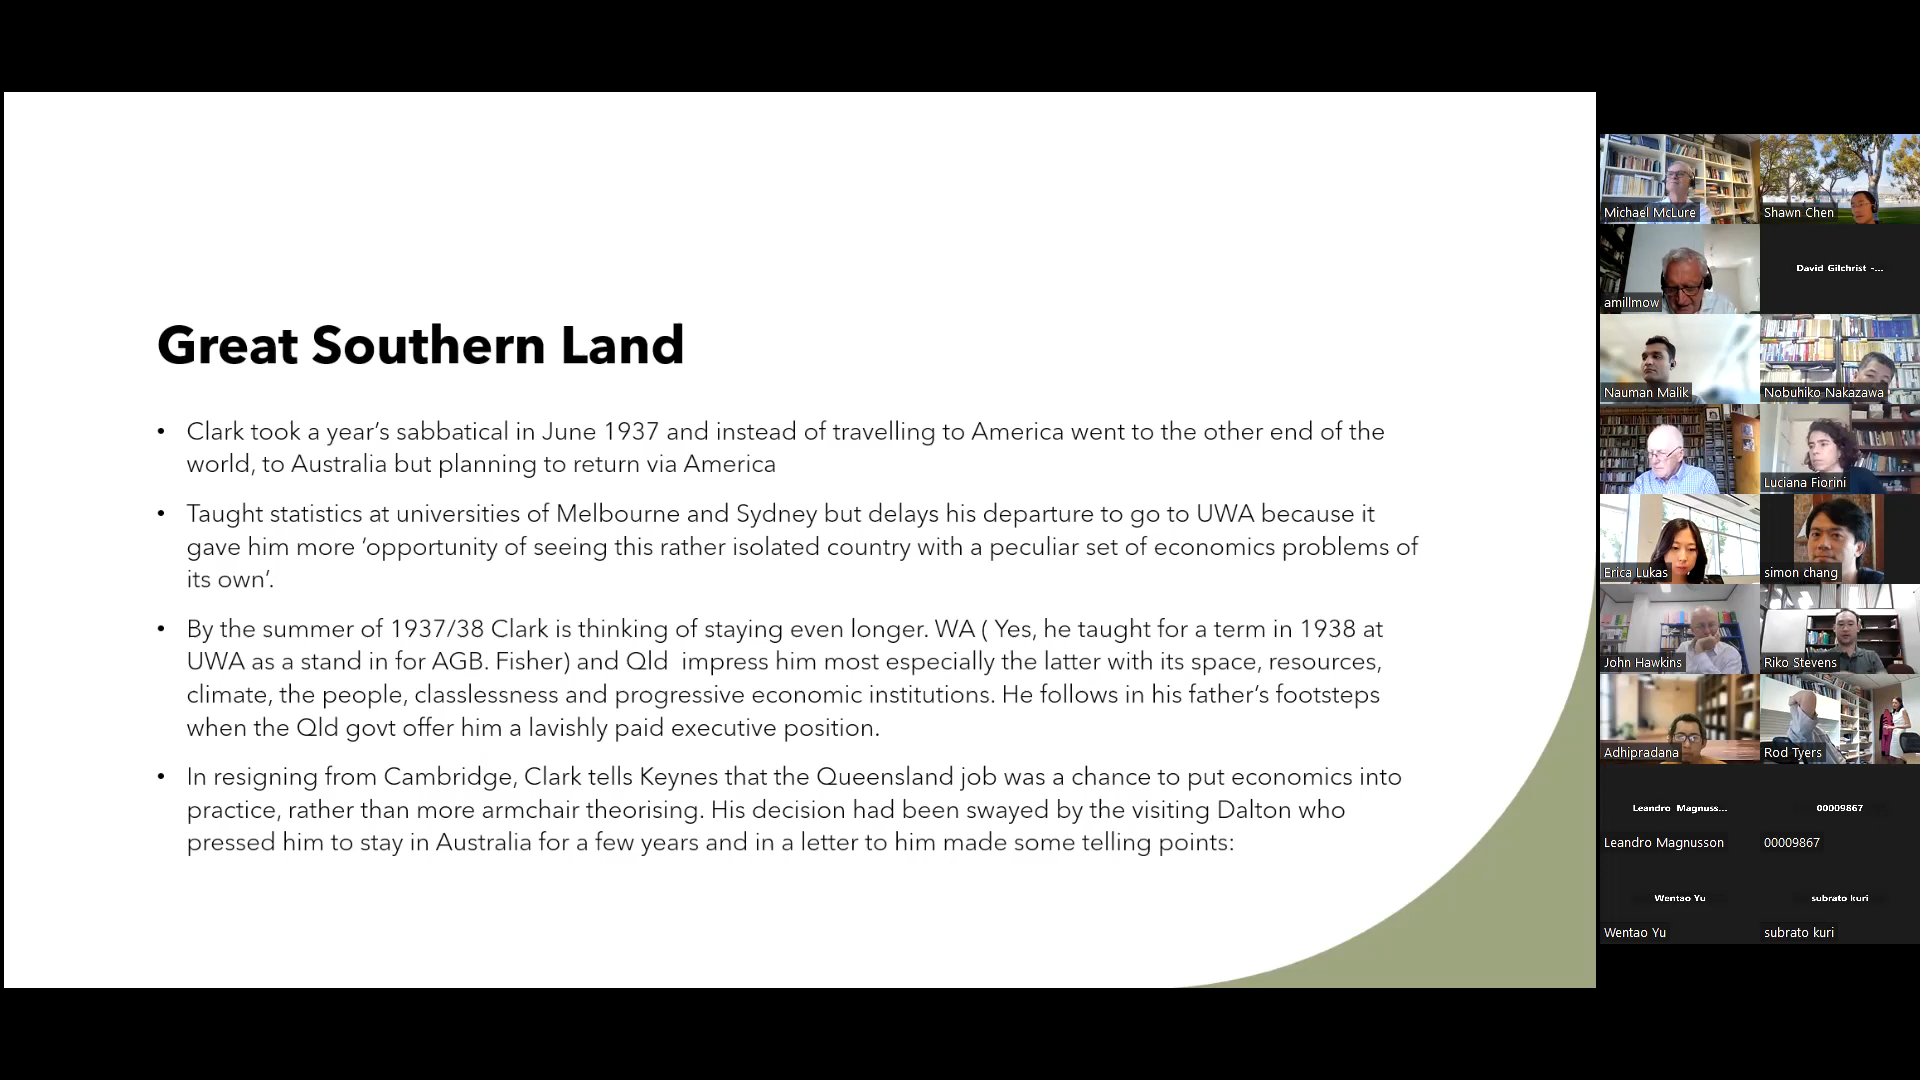 Great Southern Land
• Clark took a year’s sabbatical in June 1937 and instead of travelling to America went to the other end of the
world, to Australia but planning to return via America
• Taught statistics at universities of Melbourne and Sydney but delays his departure to go to UWA because it
gave him more ‘opportunity of seeing this rather isolated country with a peculiar set of economics problems of
its own’.
• By the summer of 1937/38 Clark is thinking of staying even longer. WA ( Yes, he taught for a term in 1938 at
UWA as a stand in for AGB. Fisher) and Qld  impress him most especially the latter with its space, resources,
climate, the people, classlessness and progressive economic institutions. He follows in his father’s footsteps
when the Qld govt offer him a lavishly paid executive position.
• In resigning from Cambridge, Clark tells Keynes that the Queensland job was a chance to put economics into
practice, rather than more armchair theorising. His decision had been swayed by the visiting Dalton who
pressed him to stay in Australia for a few years and in a letter to him made some telling points:
Michael McLure
Shawn Chen
amillmow
David Gilchrist -...
Nauman Malik
Nobuhiko Nakazawa
Luciana Fiorini
Erica Lukas
simon chang
John Hawkins
Riko Stevens
Adhipradana
Rod Tyers
Leandro Magnuss...
Leandro Magnusson
00009867
00009867
Wentao Yu
Wentao Yu
subrato kuri
subrato kuri